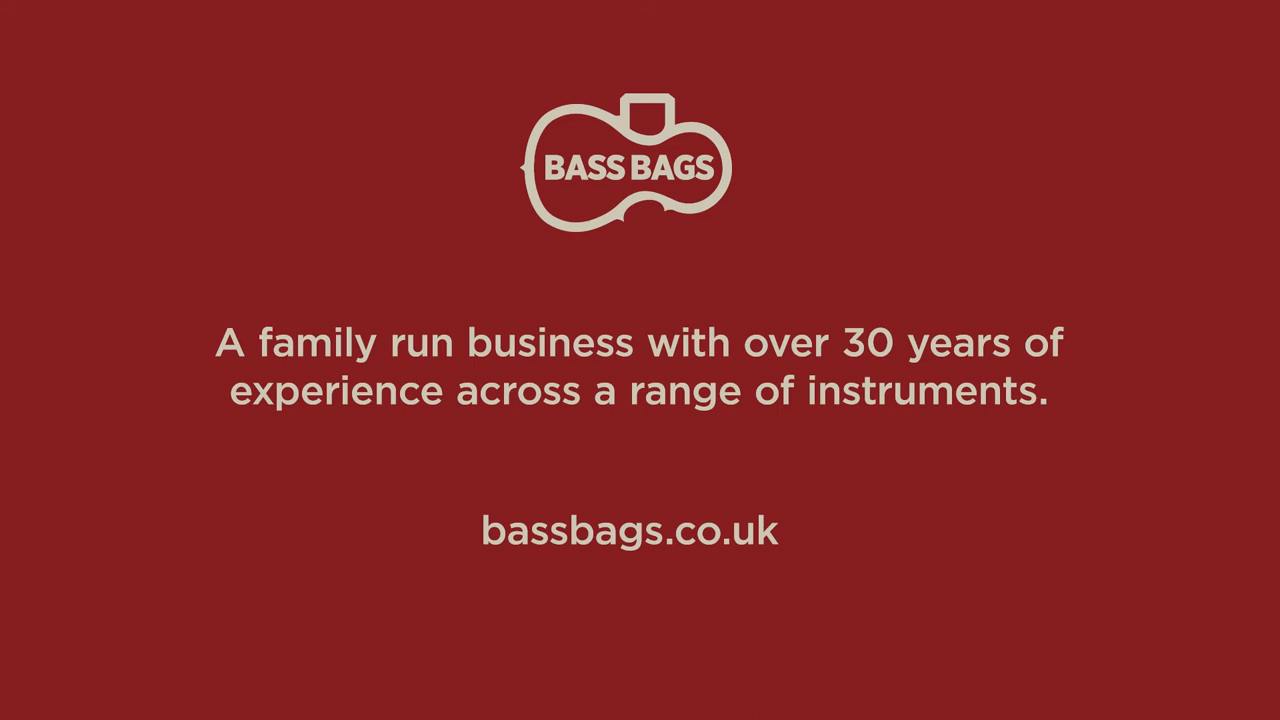 BASS BAGS
A family run business with over 30 years of
experience across a range of instruments.
bassbags.co.uk